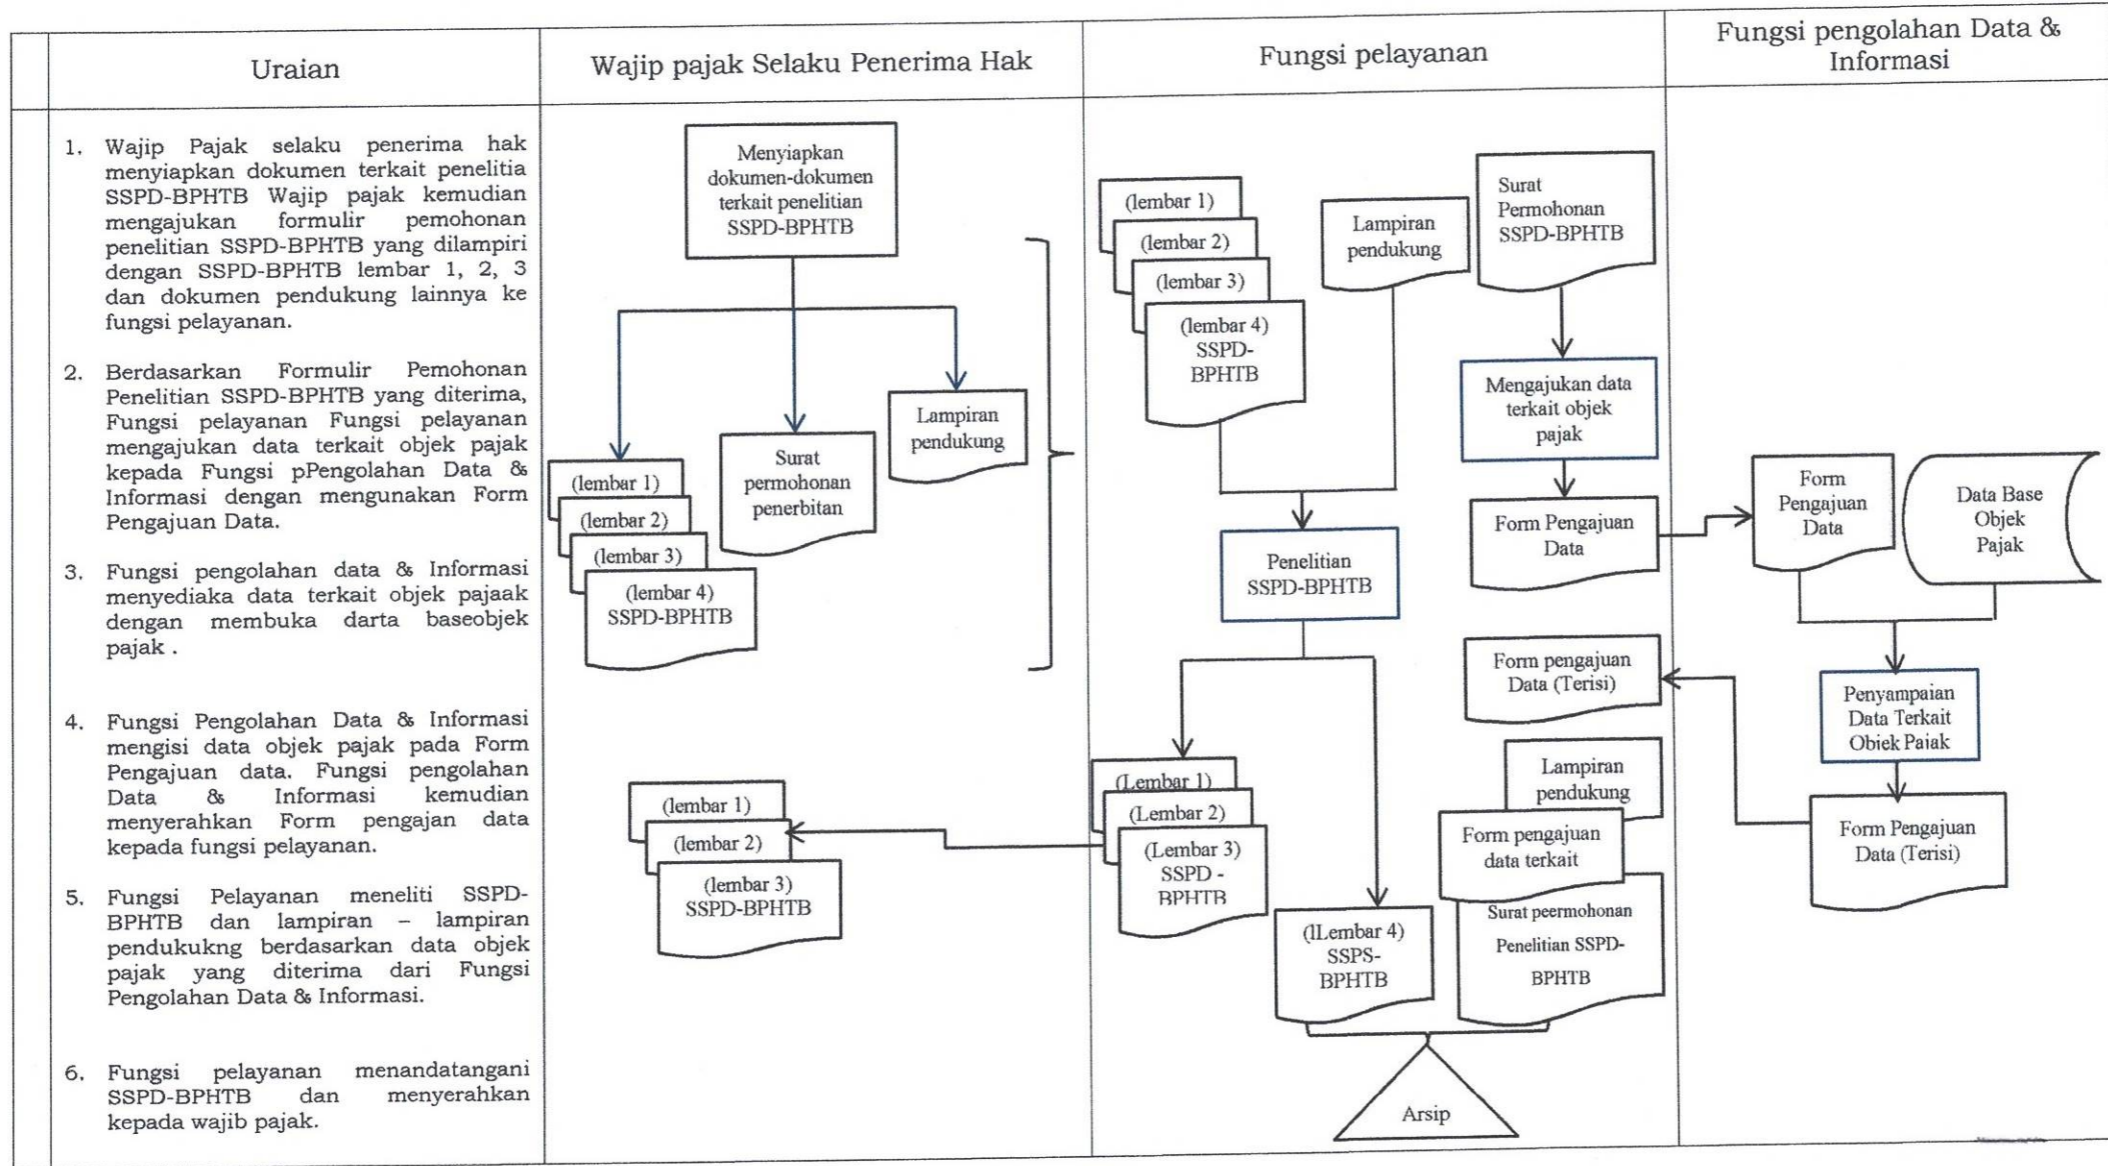 Uraian
Wajip pajak Selaku Penerima Hak
Fungsi pelayanan
Fungsi pengolahan Data &
Informasi
1. Wajip Pajak selaku penerima hak
menyiapkan dokumen terkait penelitia
SSPD-BPHTB Wajip pajak kemudian
mengajukan formulir pemohonan
penelitian SSPD-BPHTB yang dilampiri
dengan SSPD-BPHTB lembar 1, 2, 3
dan dokumen pendukung lainnya ke
fungsi pelayanan.
2. Berdasarkan Formulir Pemohonan
Penelitian SSPD-BPHTB yang diterima,
Fungsi pelayanan Fungsi pelayanan
mengajukan data terkait objek pajak
kepada Fungsi pPengolahan Data &
Informasi dengan mengunakan Form
Pengajuan Data.
3. Fungsi pengolahan data & Informasi
menyediaka data terkait objek pajaak
dengan membuka darta baseobjek
pajak .
4. Fungsi Pengolahan Data & Informasi
mengisi data objek pajak pada Form
Pengajuan data. Fungsi pengolahan
Data & Informasi kemudian
menyerahkan Form pengajan data
kepada fungsi pelayanan.
5. Fungsi Pelayanan meneliti SSPD-
BPHTB dan lampiran – lampiran
pendukukng berdasarkan data objek
pajak yang diterima dari Fungsi
Pengolahan Data & Informasi.
6. Fungsi pelayanan menandatangani
SSPD-BPHTB dan menyerahkan
kepada wajib pajak.
Menyiapkan
dokumen-dokumen
terkait penelitian
SSPD-BPHTB
(lembar 1)
(lembar 2)
(lembar 3)
(lembar 4)
SSPD-BPHTB
Surat
permohonan
penerbitan
Lampiran
pendukung
(lembar 1)
(lembar 2)
(lembar 3)
SSPD-BPHTB
(lembar 1)
(lembar 2)
(lembar 3)
(lembar 4)
SSPD-
BPHTB
Lampiran
pendukung
Surat
Permohonan
SSPD-BPHTB
Mengajukan data
terkait objek
pajak
Form Pengajuan
Data
Penelitian
SSPD-BPHTB
Form pengajuan
Data (Terisi)
(Lembar 1)
(Lembar 2)
(Lembar 3)
SSPD -
BPHTB
(lLembar 4)
SSPS-
BPHTB
Lampiran
pendukung
Form pengajuan
data terkait
Surat peermohonan
Penelitian SSPD-
BPHTB
Arsip
Form
Pengajuan
Data
Data Base
Objek
Pajak
Penyampaian
Data Terkait
Objek Pajak
Form Pengajuan
Data (Terisi)